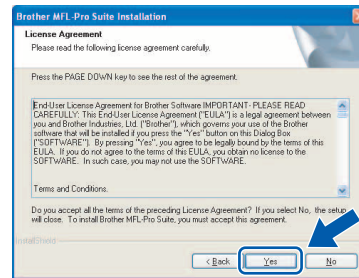 Brother MFL-Pro Suite Installation
License Agreement
Please read the following license agreement carefully.
Press the PAGE DOWN key to see the rest of the agreement.
End-User License Agreement for Brother Software IMPORTANT- PLEASE READ
CAREFULLY: This End-User License Agreement ("EULA") is a legal agreement between
you and Brother Industries, Ltd. ("Brother"), which governs your use of the Brother
software that will be installed if you press the "Yes" button on this Dialog Box
("SOFTWARE"). By pressing "Yes", you agree to be legally bound by the terms of this
EULA. If you do not agree to the terms of this EULA, you obtain no license to the
SOFTWARE. In such case, you may not use the SOFTWARE.
Terms and Conditions.
Do you accept all the terms of the preceding License Agreement? If you select No, the setup
will close. To install Brother MFL-Pro Suite, you must accept this agreement.
InstallShield
< Back
Yes
No